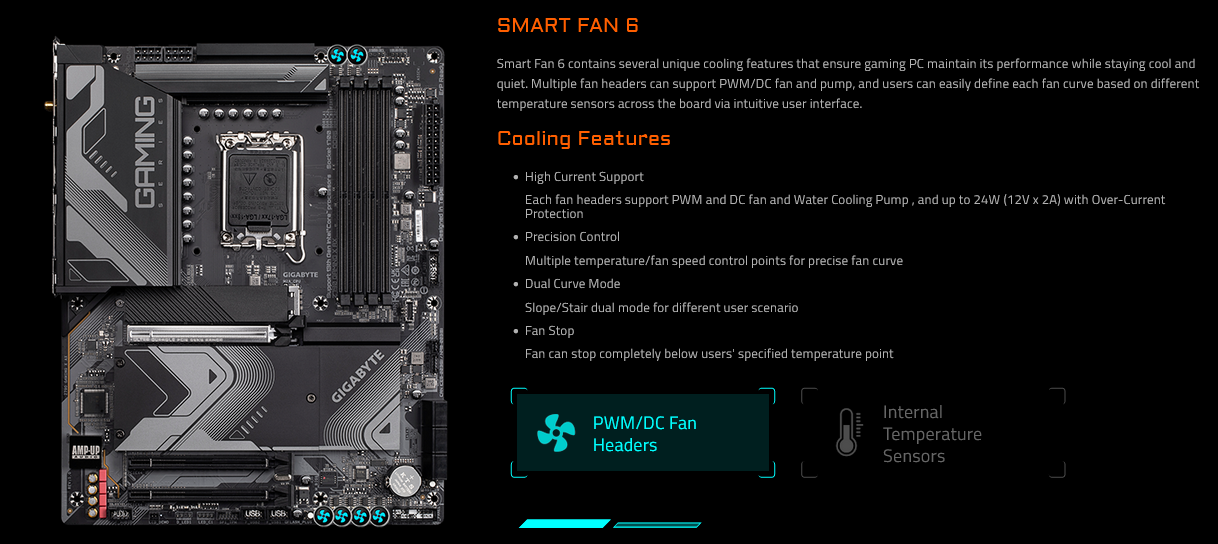 SMART FAN 6
Smart Fan 6 contains several unique cooling features that ensure gaming PC maintain its performance while staying cool and
quiet. Multiple fan headers can support PWM/DC fan and pump, and users can easily define each fan curve based on different
temperature sensors across the board via intuitive user interface.
Cooling Features
• High Current Support
Each fan headers support PWM and DC fan and Water Cooling Pump , and up to 24W (12V x 2A) with Over-Current
Protection
• Precision Control
Multiple temperature/fan speed control points for precise fan curve
• Dual Curve Mode
Slope/Stair dual mode for different user scenario
• Fan Stop
Fan can stop completely below users' specified temperature point
PWM/DC Fan
Headers
Internal
Temperature
Sensors
GAMING
SERIES
GIGABYTE
GIGABYTE
AMP-UP
AUDIO
USB
USB